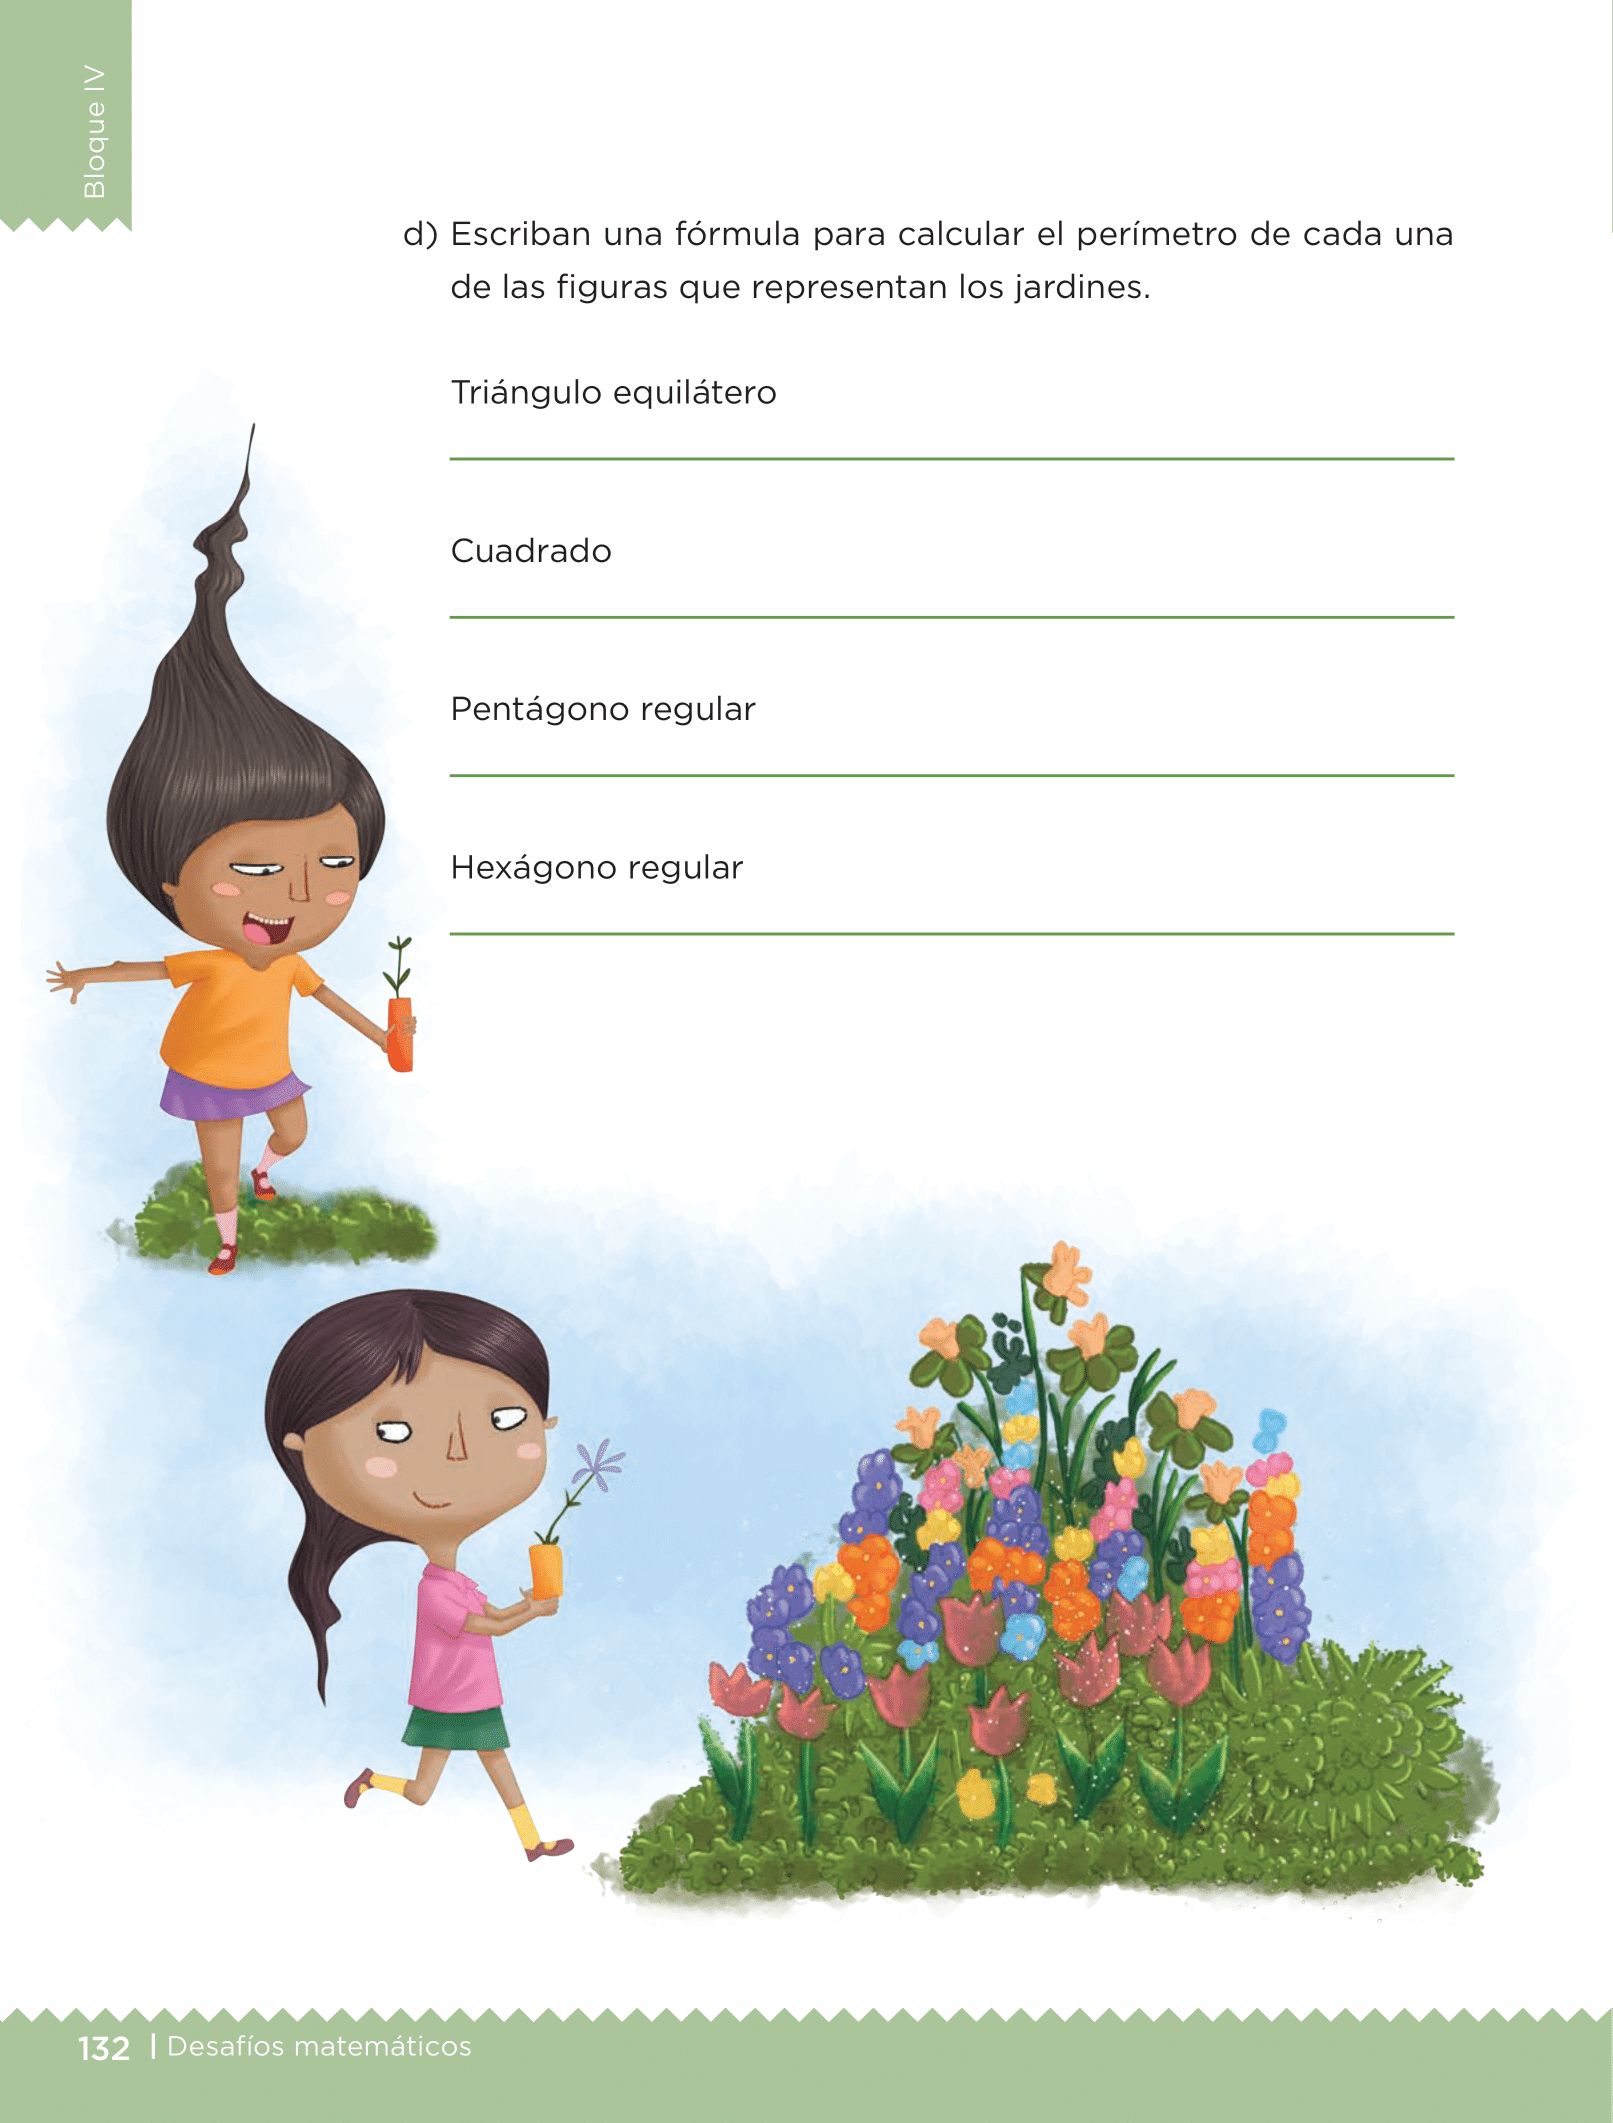 Bloque IV
d) Escriban una fórmula para calcular el perímetro de cada una
de las figuras que representan los jardines.
Triángulo equilátero
Cuadrado
Pentágono regular
Hexágono regular
132 | Desafíos matemáticos